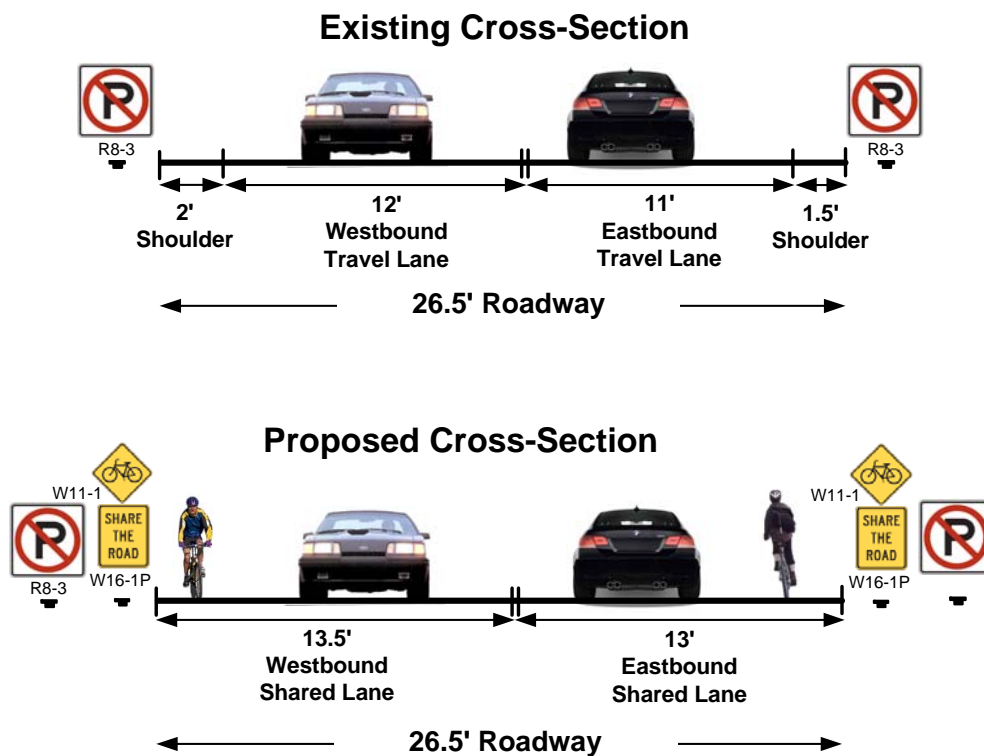 Existing Cross-Section
P
R8-3
P
R8-3
2'
Shoulder
12'
Westbound
Travel Lane
11'
Eastbound
Travel Lane
1.5'
Shoulder
26.5' Roadway
Proposed Cross-Section
P
R8-3
W11-1
SHARE
THE
ROAD
W16-1P
W11-1
SHARE
THE
ROAD
W16-1P
P
13.5'
Westbound
Shared Lane
13'
Eastbound
Shared Lane
26.5' Roadway